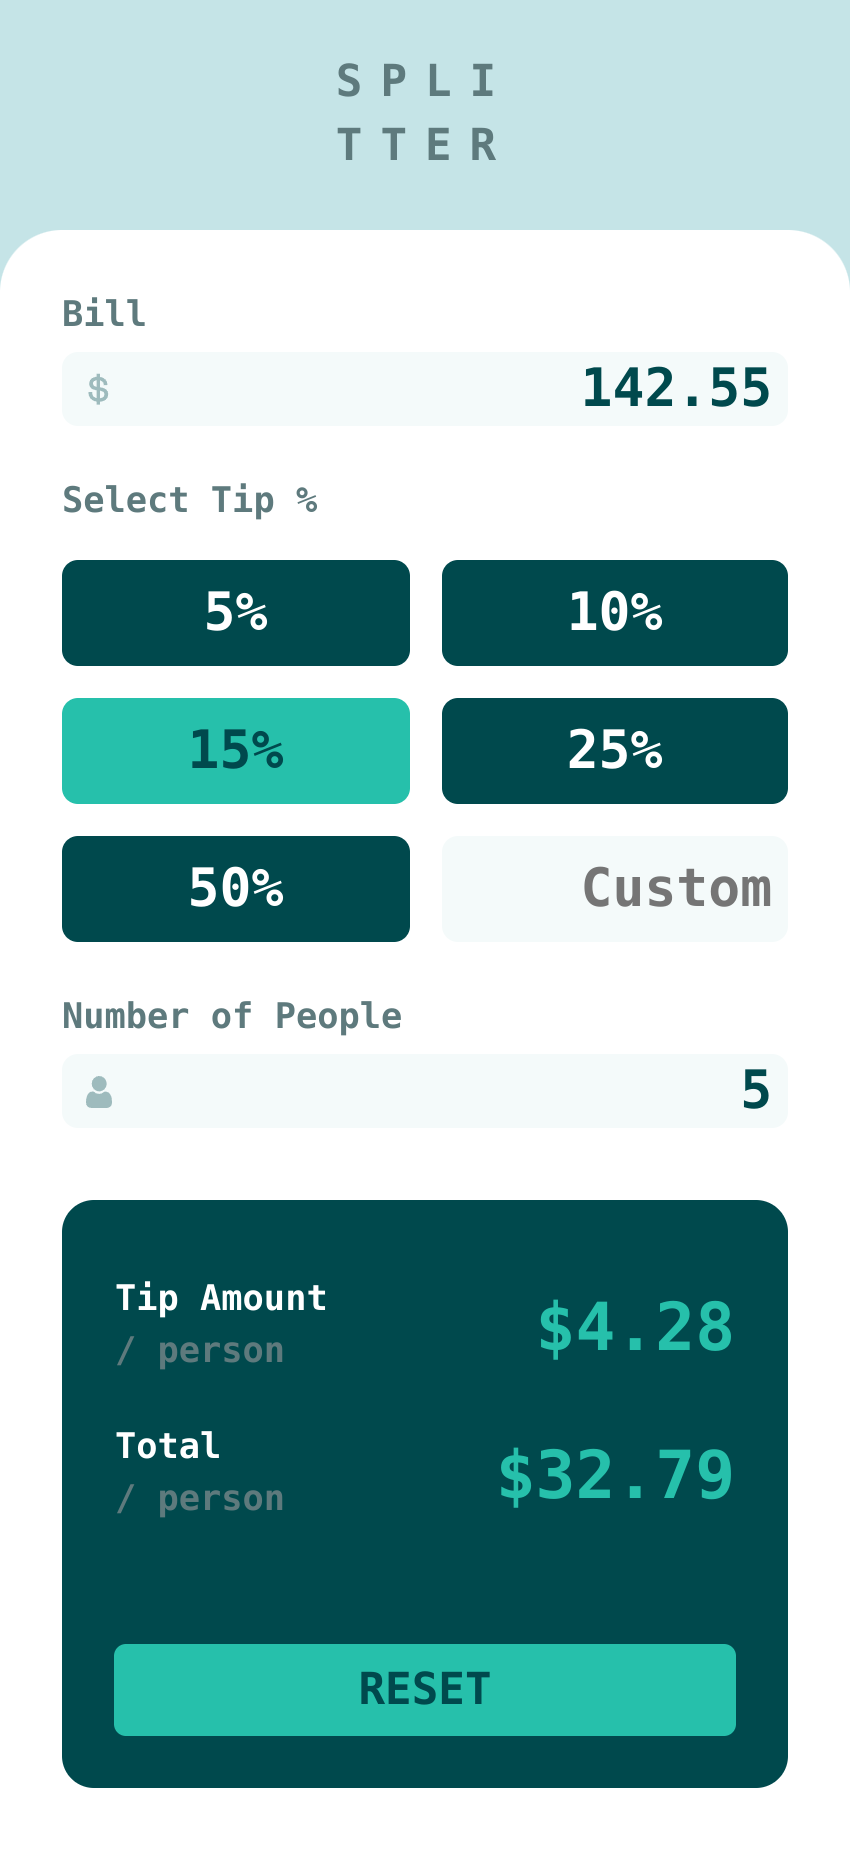 SPLI
TTER
Bill
$ 142.55
Select Tip %
5% 10%
15% 25%
50% Custom
Number of People
5
Tip Amount
/ person
$4.28
Total
/ person
$32.79
RESET